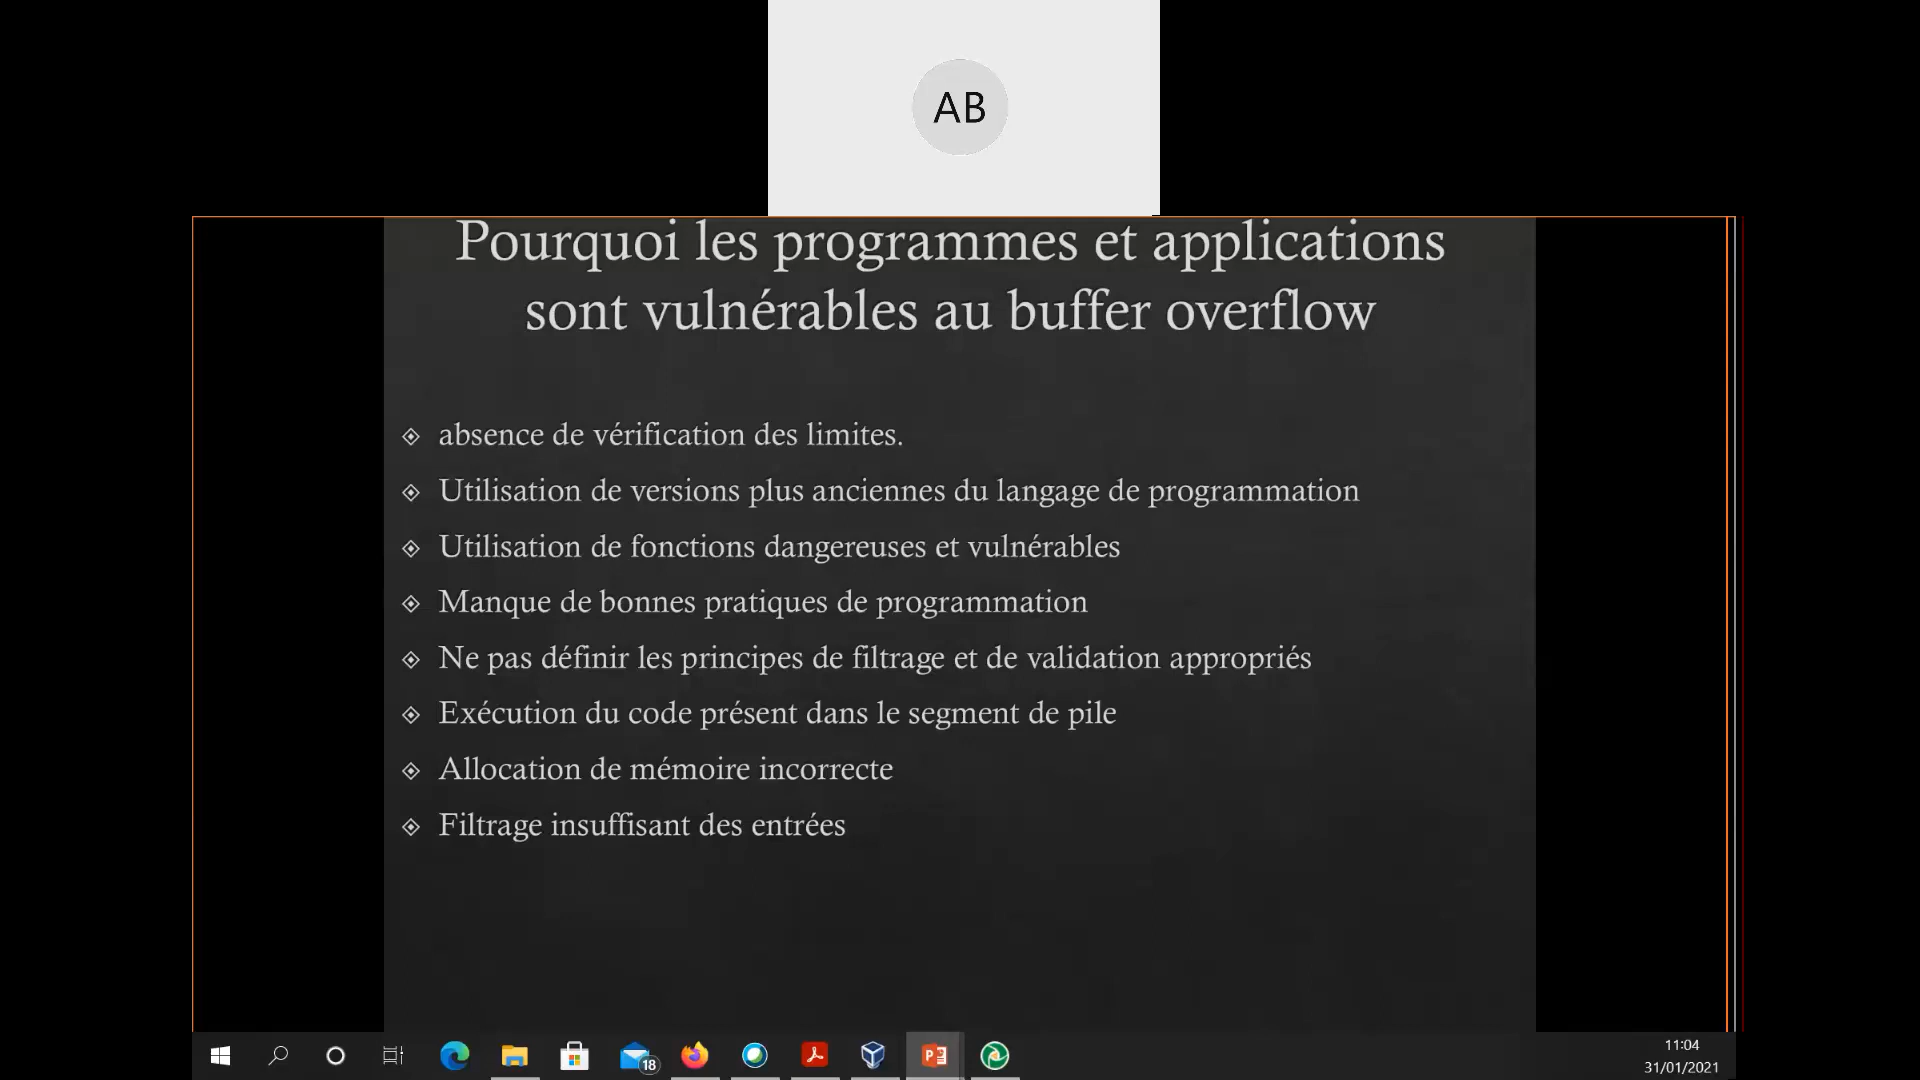 AB
Pourquoi les programmes et applications
sont vulnérables au buffer overflow
absence de vérification des limites.
Utilisation de versions plus anciennes du langage de programmation
Utilisation de fonctions dangereuses et vulnérables
Manque de bonnes pratiques de programmation
Ne pas définir les principes de filtrage et de validation appropriés
Exécution du code présent dans le segment de pile
Allocation de mémoire incorrecte
Filtrage insuffisant des entrées
18
11:04
31/01/2021